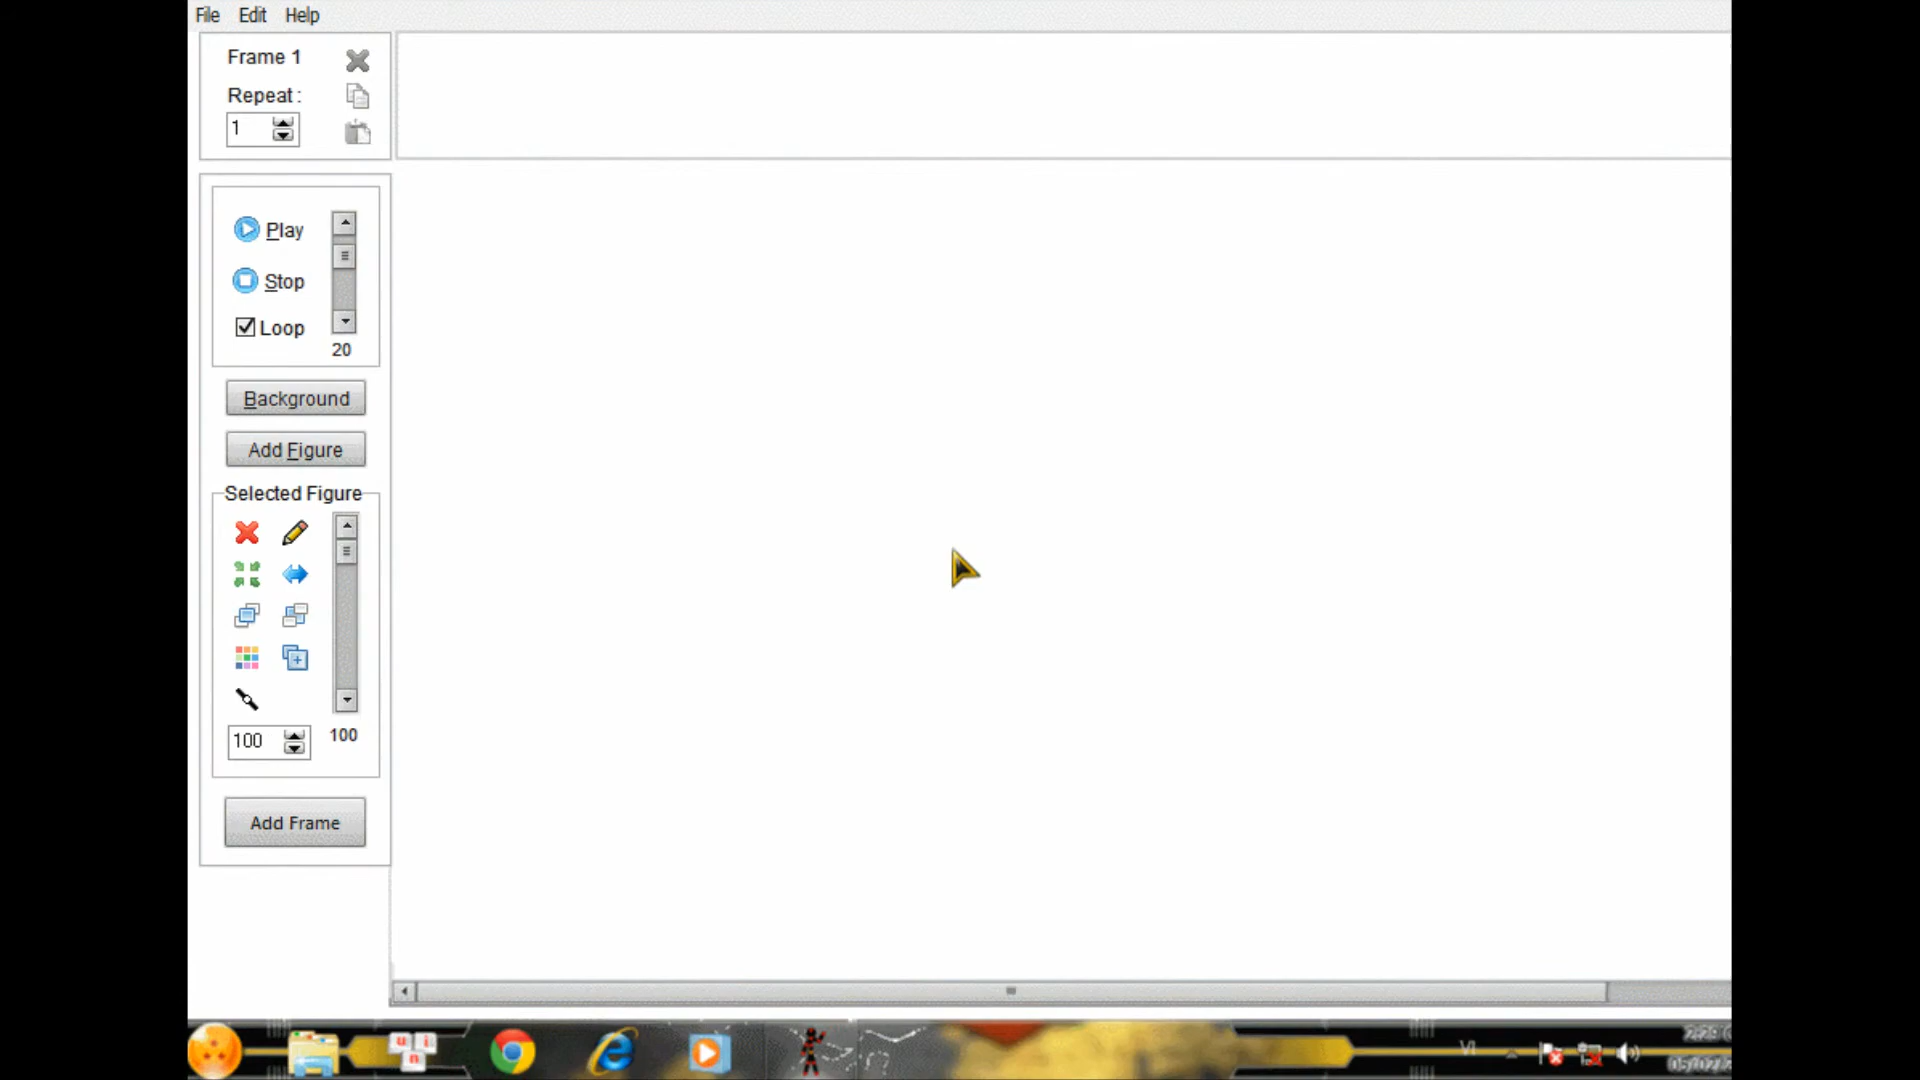 File Edit Help
Frame 1
Repeat :
1
Play
Stop
Loop
20
Background
Add Figure
Selected Figure
100
100
Add Frame
u i
n
VI